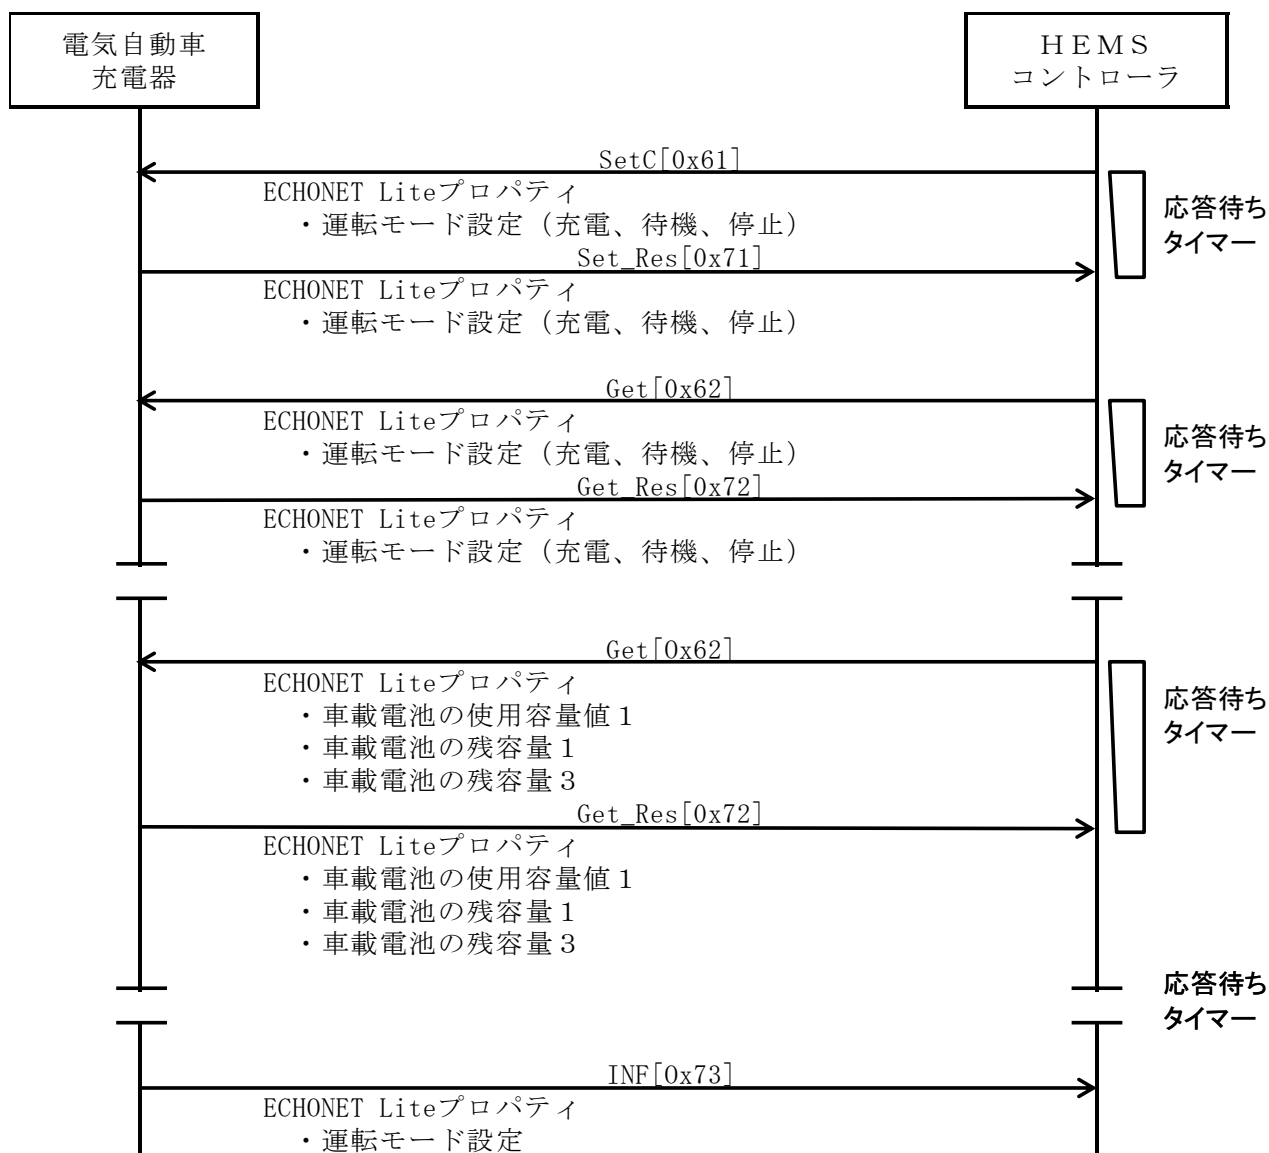 電気自動車
充電器
ＨＥＭＳ
コントローラ
SetC[0x61]
ECHONET Liteプロパティ
・運転モード設定（充電、待機、停止）
応答待ち
タイマー
Set_Res[0x71]
ECHONET Liteプロパティ
・運転モード設定（充電、待機、停止）
Get[0x62]
ECHONET Liteプロパティ
・運転モード設定（充電、待機、停止）
応答待ち
タイマー
Get_Res[0x72]
ECHONET Liteプロパティ
・運転モード設定（充電、待機、停止）
Get[0x62]
ECHONET Liteプロパティ
・車載電池の使用容量値１
・車載電池の残容量１
・車載電池の残容量３
応答待ち
タイマー
Get_Res[0x72]
ECHONET Liteプロパティ
・車載電池の使用容量値１
・車載電池の残容量１
・車載電池の残容量３
応答待ち
タイマー
INF[0x73]
ECHONET Liteプロパティ
・運転モード設定